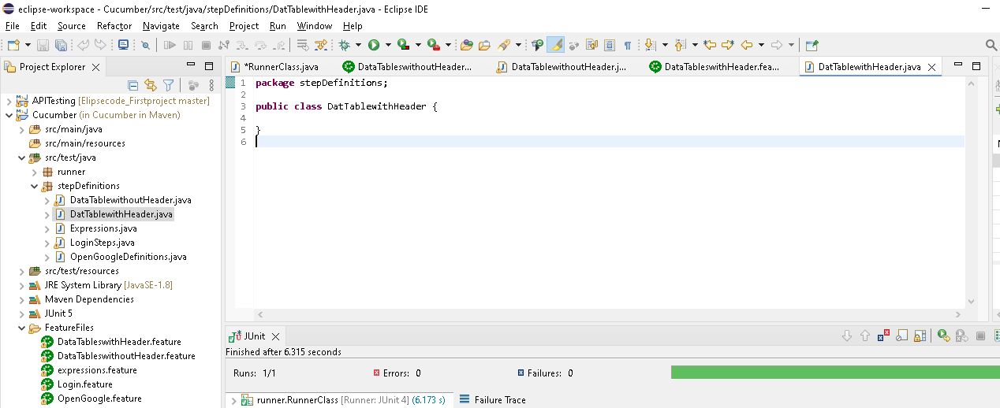 eclipse-workspace - Cucumber/src/test/java/stepDefinitions/DatTablewithHeader.java - Eclipse IDE
File Edit Source Refactor Navigate Search Project Run Window Help
Project Explorer
*RunnerClass.java DataTableswithoutHeader... DataTablewithoutHeader.j... DataTableswithHeader.fea... DatTablewithHeader.java
APITesting [Elipsecode_Firstproject master]
Cucumber (in Cucumber in Maven)
src/main/java
src/main/resources
src/test/java
runner
stepDefinitions
DataTablewithoutHeader.java
DatTablewithHeader.java
Expressions.java
LoginSteps.java
OpenGoogleDefinitions.java
src/test/resources
JRE System Library [JavaSE-1.8]
Maven Dependencies
JUnit 5
FeatureFiles
DataTableswithHeader.feature
DataTableswithoutHeader.feature
expressions.feature
Login.feature
OpenGoogle.feature
1 package stepDefinitions;
2
3 public class DatTablewithHeader {
4
5 }
6
JUnit
Finished after 6.315 seconds
Runs: 1/1 Errors: 0 Failures: 0
runner.RunnerClass [Runner: JUnit 4] (6.173 s) Failure Trace